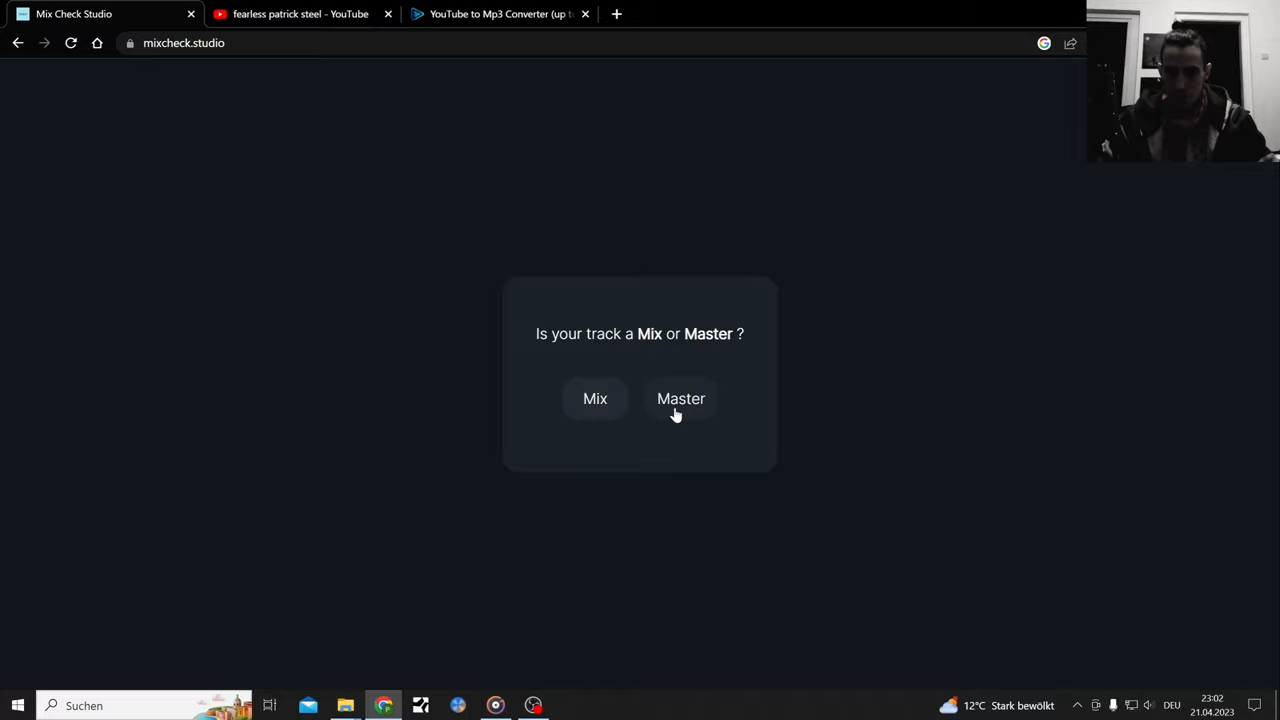 Mix Check Studio
fearless patrick steel - YouTube
YouTube to Mp3 Converter (up t
mixcheck.studio
Is your track a Mix or Master ?
Mix
Master
Suchen
12°C Stark bewölkt
DEU
23:02
21.04.2023